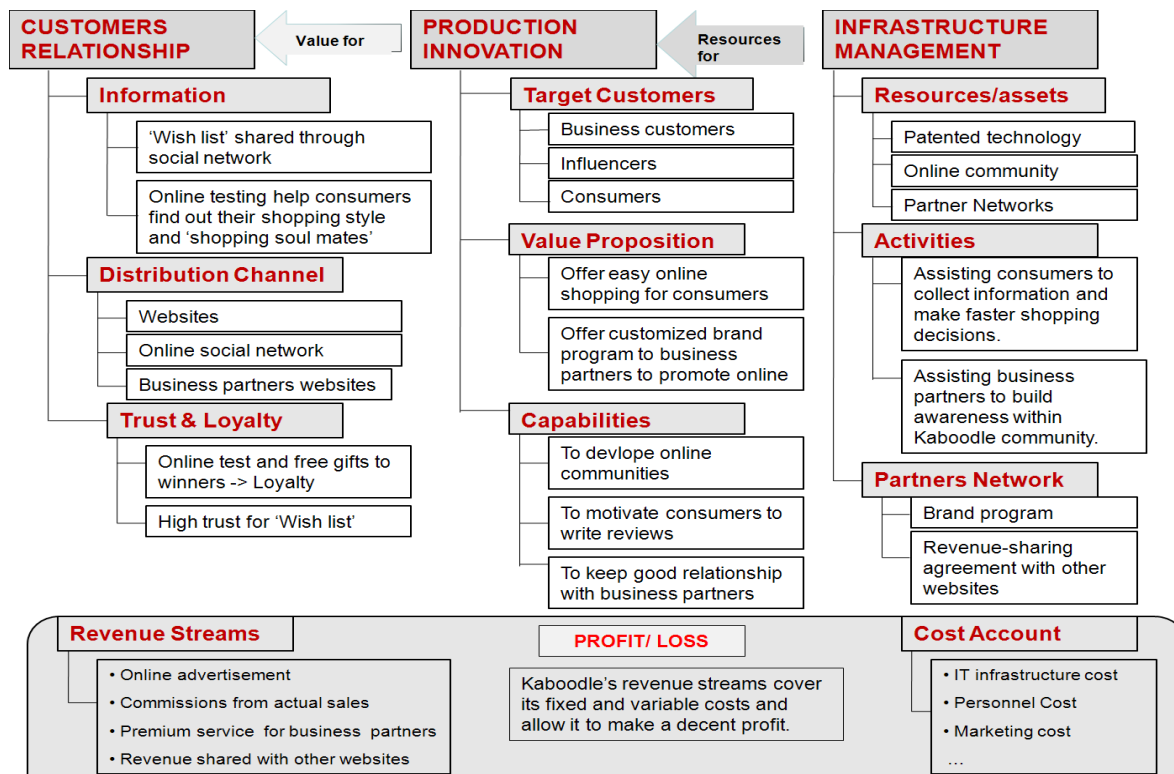 CUSTOMERS
RELATIONSHIP
Value for
PRODUCTION
INNOVATION
Resources
for
INFRASTRUCTURE
MANAGEMENT
Information
‘Wish list’ shared through
social network
Online testing help consumers
find out their shopping style
and ‘shopping soul mates’
Distribution Channel
Websites
Online social network
Business partners websites
Trust & Loyalty
Online test and free gifts to
winners -> Loyalty
High trust for ‘Wish list’
Target Customers
Business customers
Influencers
Consumers
Value Proposition
Offer easy online
shopping for consumers
Offer customized brand
program to business
partners to promote online
Capabilities
To devlope online
communities
To motivate consumers to
write reviews
To keep good relationship
with business partners
Resources/assets
Patented technology
Online community
Partner Networks
Activities
Assisting consumers to
collect information and
make faster shopping
decisions.
Assisting business
partners to build
awareness within
Kaboodle community.
Partners Network
Brand program
Revenue-sharing
agreement with other
websites
Revenue Streams
• Online advertisement
• Commissions from actual sales
• Premium service for business partners
• Revenue shared with other websites
PROFIT/ LOSS
Kaboodle’s revenue streams cover
its fixed and variable costs and
allow it to make a decent profit.
Cost Account
• IT infrastructure cost
• Personnel Cost
• Marketing cost
…